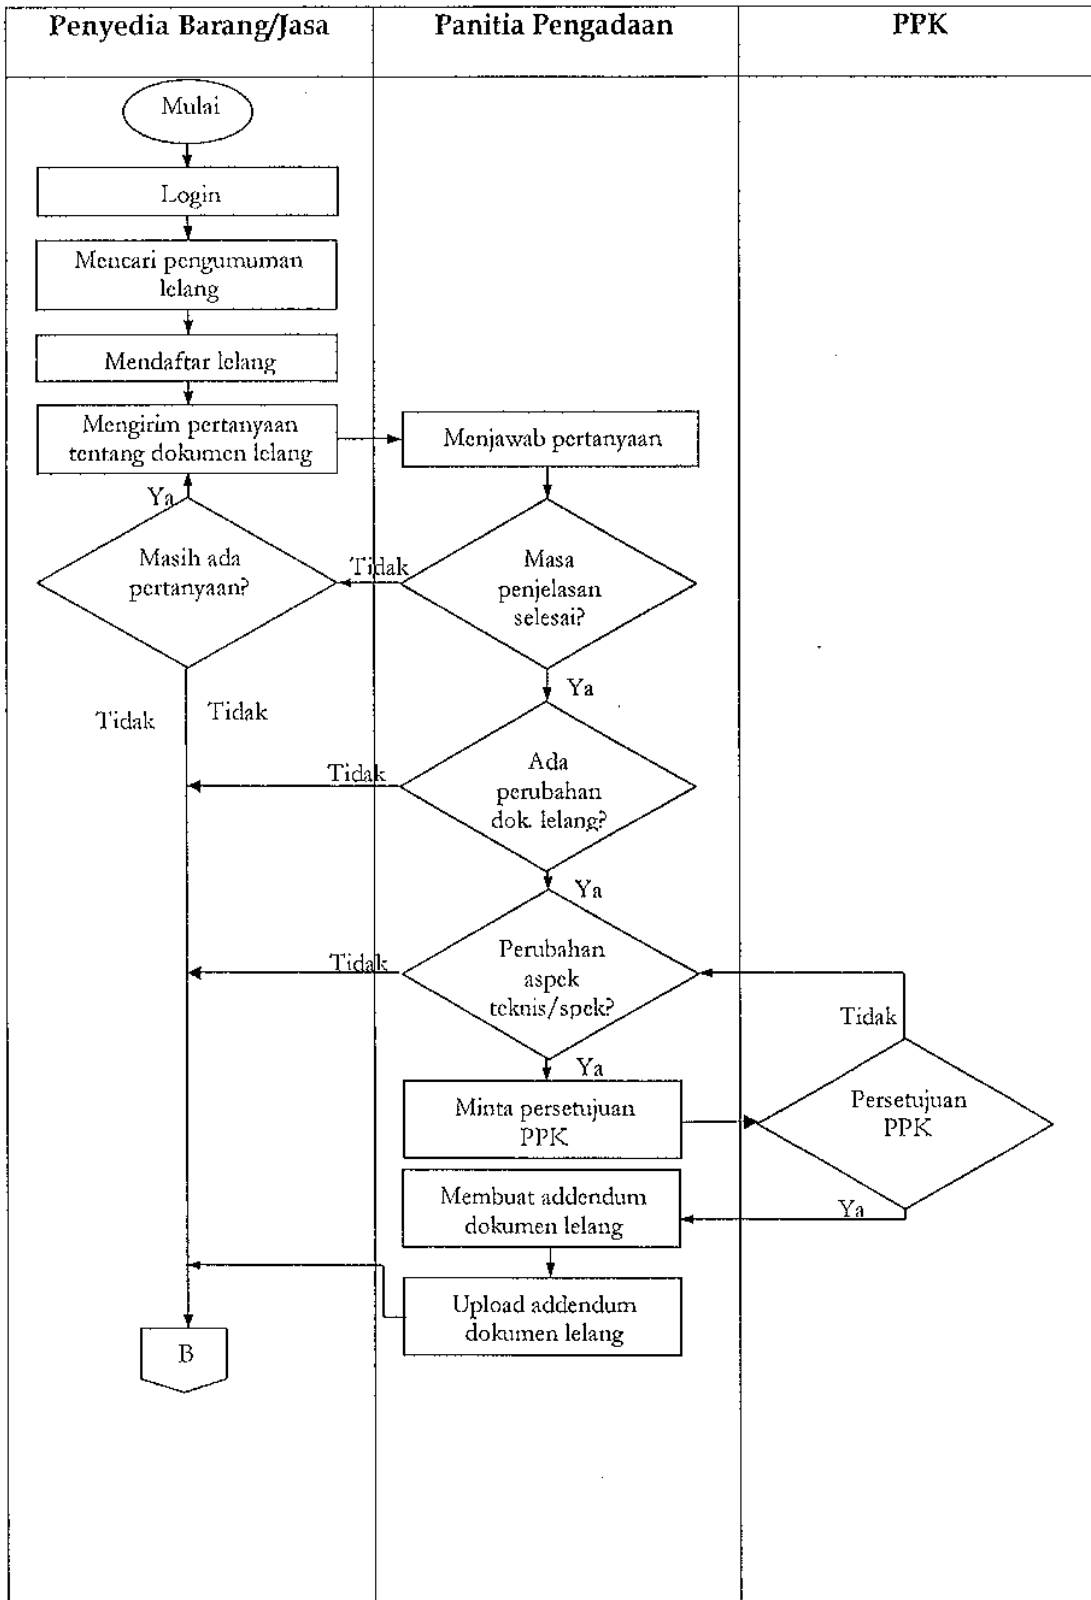 Penyedia Barang/Jasa
Panitia Pengadaan
PPK
Mulai
Login
Mencari pengumuman
lelang
Mendaftar lelang
Mengirim pertanyaan
tentang dokumen lelang
Menjawab pertanyaan
Ya
Masih ada
pertanyaan?
Tidak
Masa
penjelasan
selesai?
Ya
Tidak
Tidak
Tidak
Ada
perubahan
dok. lelang?
Ya
Tidak
Perubahan
aspek
teknis/spek?
Tidak
Ya
Minta persetujuan
PPK
Persetujuan
PPK
Ya
Membuat addendum
dokumen lelang
Upload addendum
dokumen lelang
B